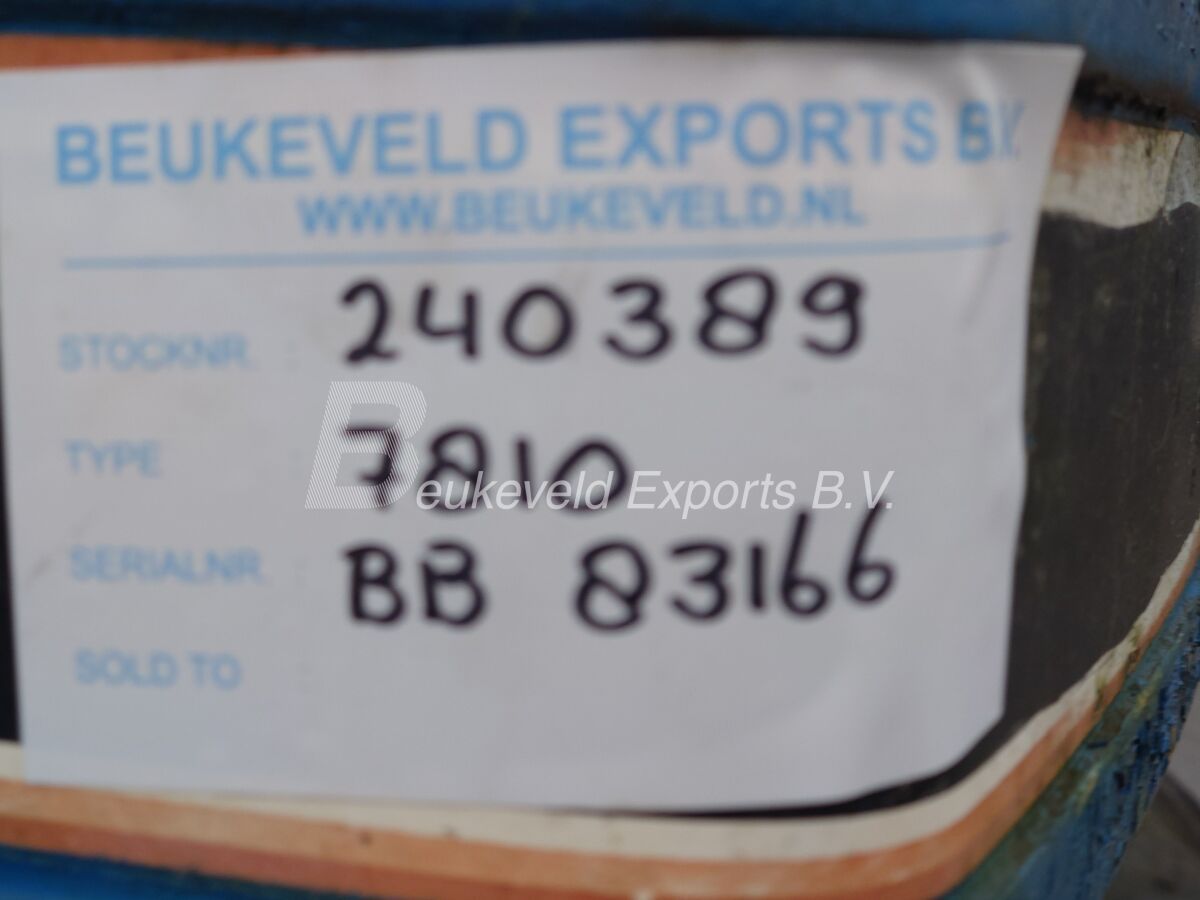 BEUKEVELD EXPORTS B.V.
WWW.BEUKEVELD.NL
STOCKNR. : 240389
TYPE : 7810
Beukeveld Exports B.V.
SERIALNR. : BB 83166
SOLD TO